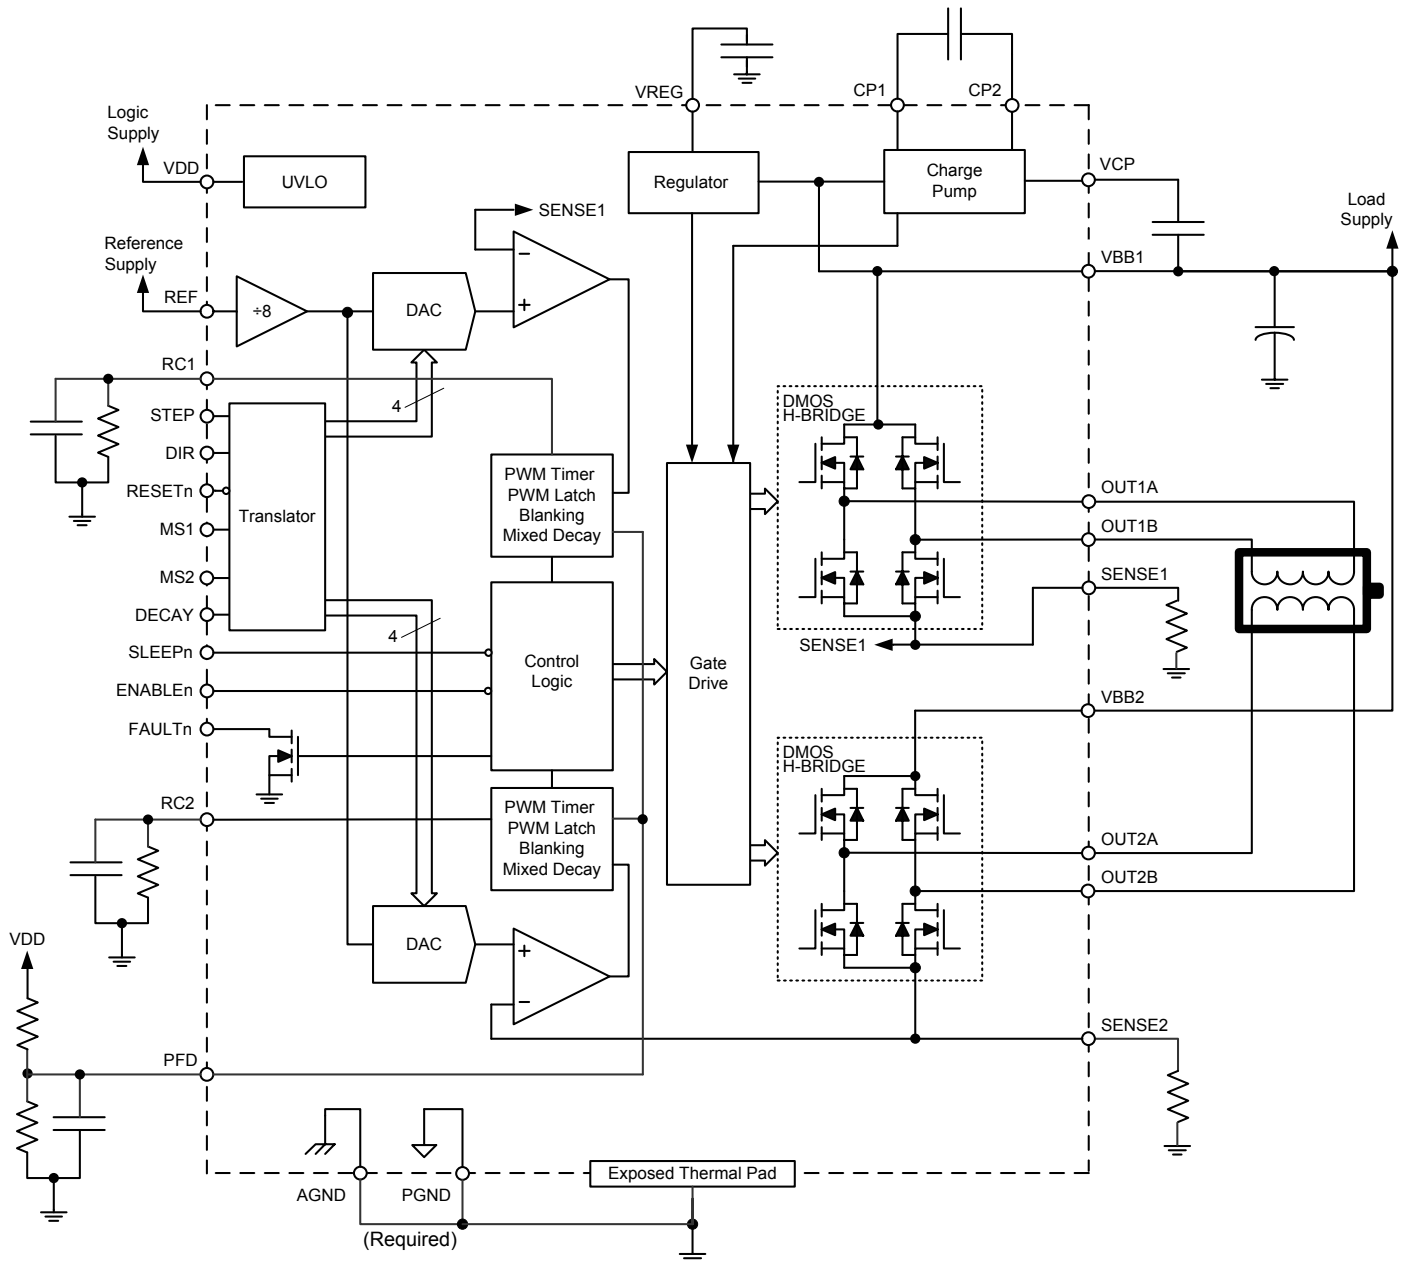 VREG
CP1
CP2
Logic
Supply
VDD
UVLO
Regulator
Charge
Pump
VCP
Load
Supply
SENSE1
Reference
Supply
REF
÷8
DAC
−
+
VBB1
RC1
4
STEP
DIR
RESETn
MS1
MS2
DECAY
Translator
PWM Timer
PWM Latch
Blanking
Mixed Decay
DMOS
H-BRIDGE
OUT1A
OUT1B
SENSE1
SENSE1
4
SLEEPn
ENABLEn
FAULTn
Control
Logic
Gate
Drive
VBB2
DMOS
H-BRIDGE
RC2
PWM Timer
PWM Latch
Blanking
Mixed Decay
OUT2A
OUT2B
DAC
+
−
VDD
PFD
SENSE2
AGND
PGND
Exposed Thermal Pad
(Required)